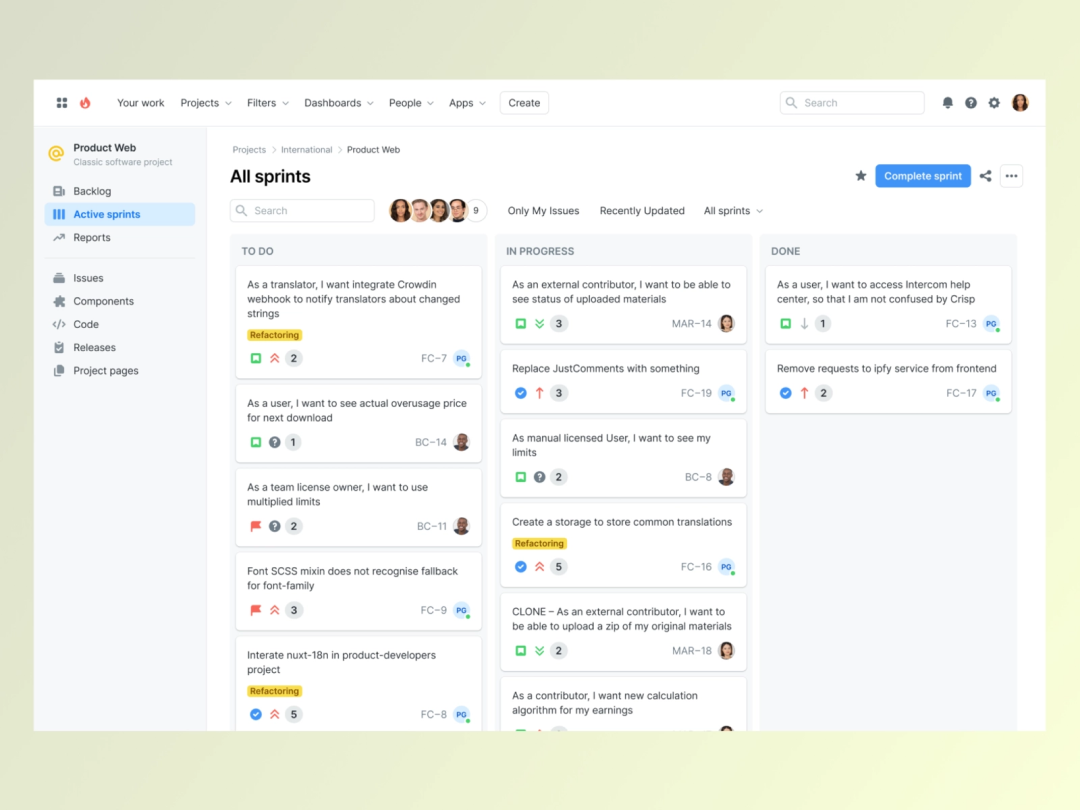 Your work Projects Filters Dashboards People Apps Create Search
Product Web
Classic software project
Backlog
Active sprints
Reports
Issues
Components
Code
Releases
Project pages
Projects > International > Product Web
All sprints
Complete sprint
Search
9
Only My Issues Recently Updated All sprints
TO DO
As a translator, I want integrate Crowdin
webhook to notify translators about changed
strings
Refactoring
2 FC–7 PG
As a user, I want to see actual overusage price
for next download
1 BC–14
As a team license owner, I want to use
multiplied limits
2 BC–11
Font SCSS mixin does not recognise fallback
for font-family
3 FC–9 PG
Interate nuxt-18n in product-developers
project
Refactoring
5 FC–8 PG
IN PROGRESS
As an external contributor, I want to be able to
see status of uploaded materials
3 MAR–14
Replace JustComments with something
3 FC–19 PG
As manual licensed User, I want to see my
limits
2 BC–8
Create a storage to store common translations
Refactoring
5 FC–16 PG
CLONE – As an external contributor, I want to
be able to upload a zip of my original materials
2 MAR–18
As a contributor, I want new calculation
algorithm for my earnings
DONE
As a user, I want to access Intercom help
center, so that I am not confused by Crisp
1 FC–13 PG
Remove requests to ipfy service from frontend
2 FC–17 PG